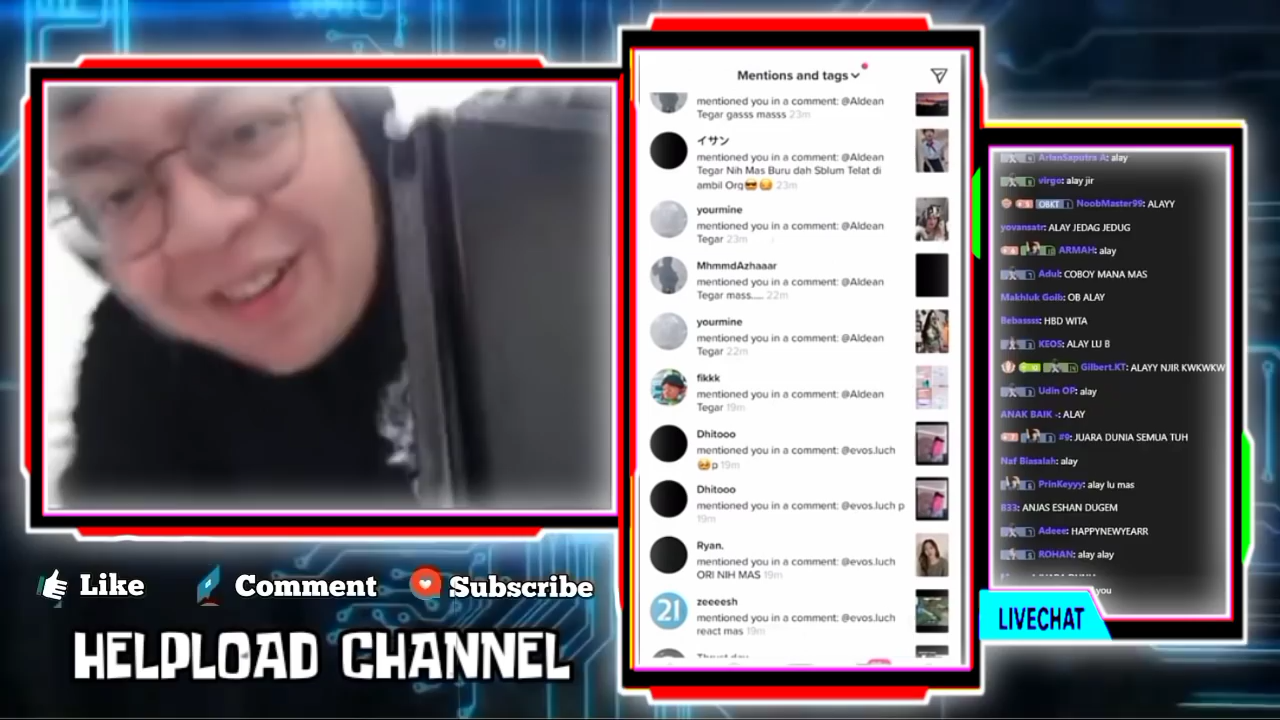 Mentions and tags
mentioned you in a comment: @Aldean
Tegar gasss masss 23m
イサン
mentioned you in a comment: @Aldean
Tegar Nih Mas Buru dah Sblum Telat di
ambil Org😎😏 23m
yourmine
mentioned you in a comment: @Aldean
Tegar 23m
MhmmdAzhaaar
mentioned you in a comment: @Aldean
Tegar mass..... 22m
yourmine
mentioned you in a comment: @Aldean
Tegar 22m
fikkk
mentioned you in a comment: @Aldean
Tegar 19m
Dhitooo
mentioned you in a comment: @evos.luch
🥺p 19m
Dhitooo
mentioned you in a comment: @evos.luch p
19m
Ryan.
mentioned you in a comment: @evos.luch
ORI NIH MAS 19m
21
zeeeesh
mentioned you in a comment: @evos.luch
react mas 19m
ArianSaputra A: alay
virgo: alay jir
OBKT NoobMaster99: ALAYY
yovansatr: ALAY JEDAG JEDUG
ARMAH: alay
Adul: COBOY MANA MAS
Makhluk Goib: OB ALAY
Bebassss: HBD WITA
KEOS: ALAY LU B
Gilbert.KT: ALAYY NJIR KWKWKW
Udin OP: alay
ANAK BAIK -: ALAY
#9: JUARA DUNIA SEMUA TUH
Naf Biasalah: alay
PrinKeyyy: alay lu mas
833: ANJAS ESHAN DUGEM
Adeee: HAPPYNEWYEARR
ROHAN: alay alay
you
LIVECHAT
Like
Comment
Subscribe
HELPLOAD CHANNEL